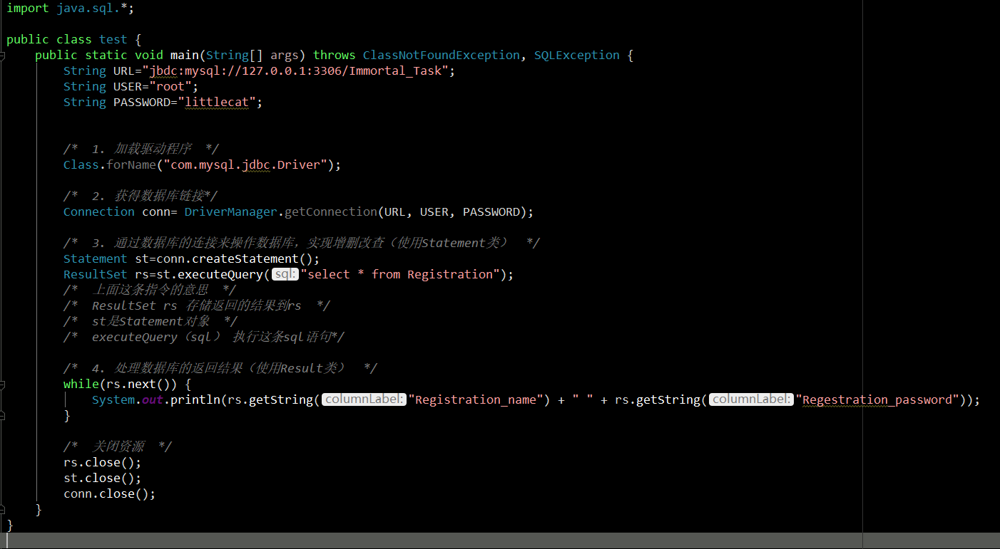 import java.sql.*;
public class test {
public static void main(String[] args) throws ClassNotFoundException, SQLException {
String URL="jbdc:mysql://127.0.0.1:3306/Immortal_Task";
String USER="root";
String PASSWORD="littlecat";
/*  1. 加载驱动程序  */
Class.forName("com.mysql.jdbc.Driver");
/*  2. 获得数据库链接*/
Connection conn= DriverManager.getConnection(URL, USER, PASSWORD);
/*  3. 通过数据库的连接来操作数据库，实现增删改查（使用Statement类）  */
Statement st=conn.createStatement();
ResultSet rs=st.executeQuery( sql: "select * from Registration");
/*  上面这条指令的意思  */
/*  ResultSet rs 存储返回的结果到rs  */
/*  st是Statement对象  */
/*  executeQuery（sql） 执行这条sql语句*/
/*  4. 处理数据库的返回结果（使用Result类）  */
while(rs.next()) {
System.out.println(rs.getString( columnLabel: "Registration_name") + " " + rs.getString( columnLabel: "Regestration_password"));
}
/*  关闭资源  */
rs.close();
st.close();
conn.close();
}
}